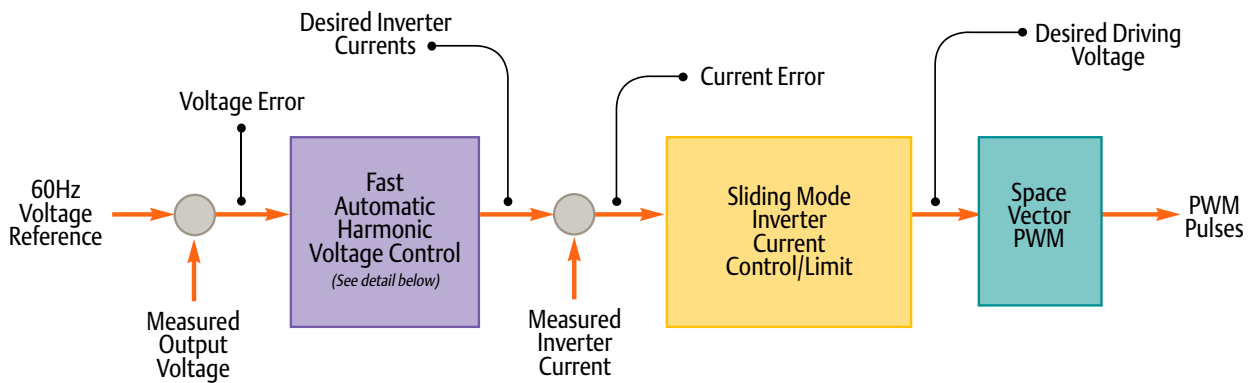 Desired Inverter
Currents
Desired Driving
Voltage
Current Error
Voltage Error
60Hz
Voltage
Reference
Fast
Automatic
Harmonic
Voltage Control
(See detail below)
Sliding Mode
Inverter
Current
Control/Limit
Space
Vector
PWM
PWM
Pulses
Measured
Output
Voltage
Measured
Inverter
Current